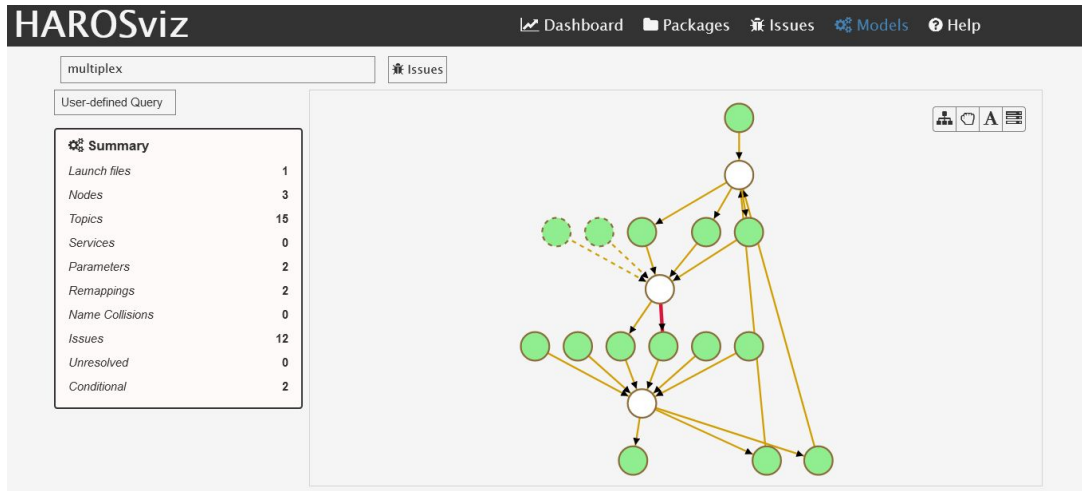 HAROSviz Dashboard Packages Issues Models Help
multiplex Issues
User-defined Query
Summary
Launch files 1
Nodes 3
Topics 15
Services 0
Parameters 2
Remappings 2
Name Collisions 0
Issues 12
Unresolved 0
Conditional 2
A